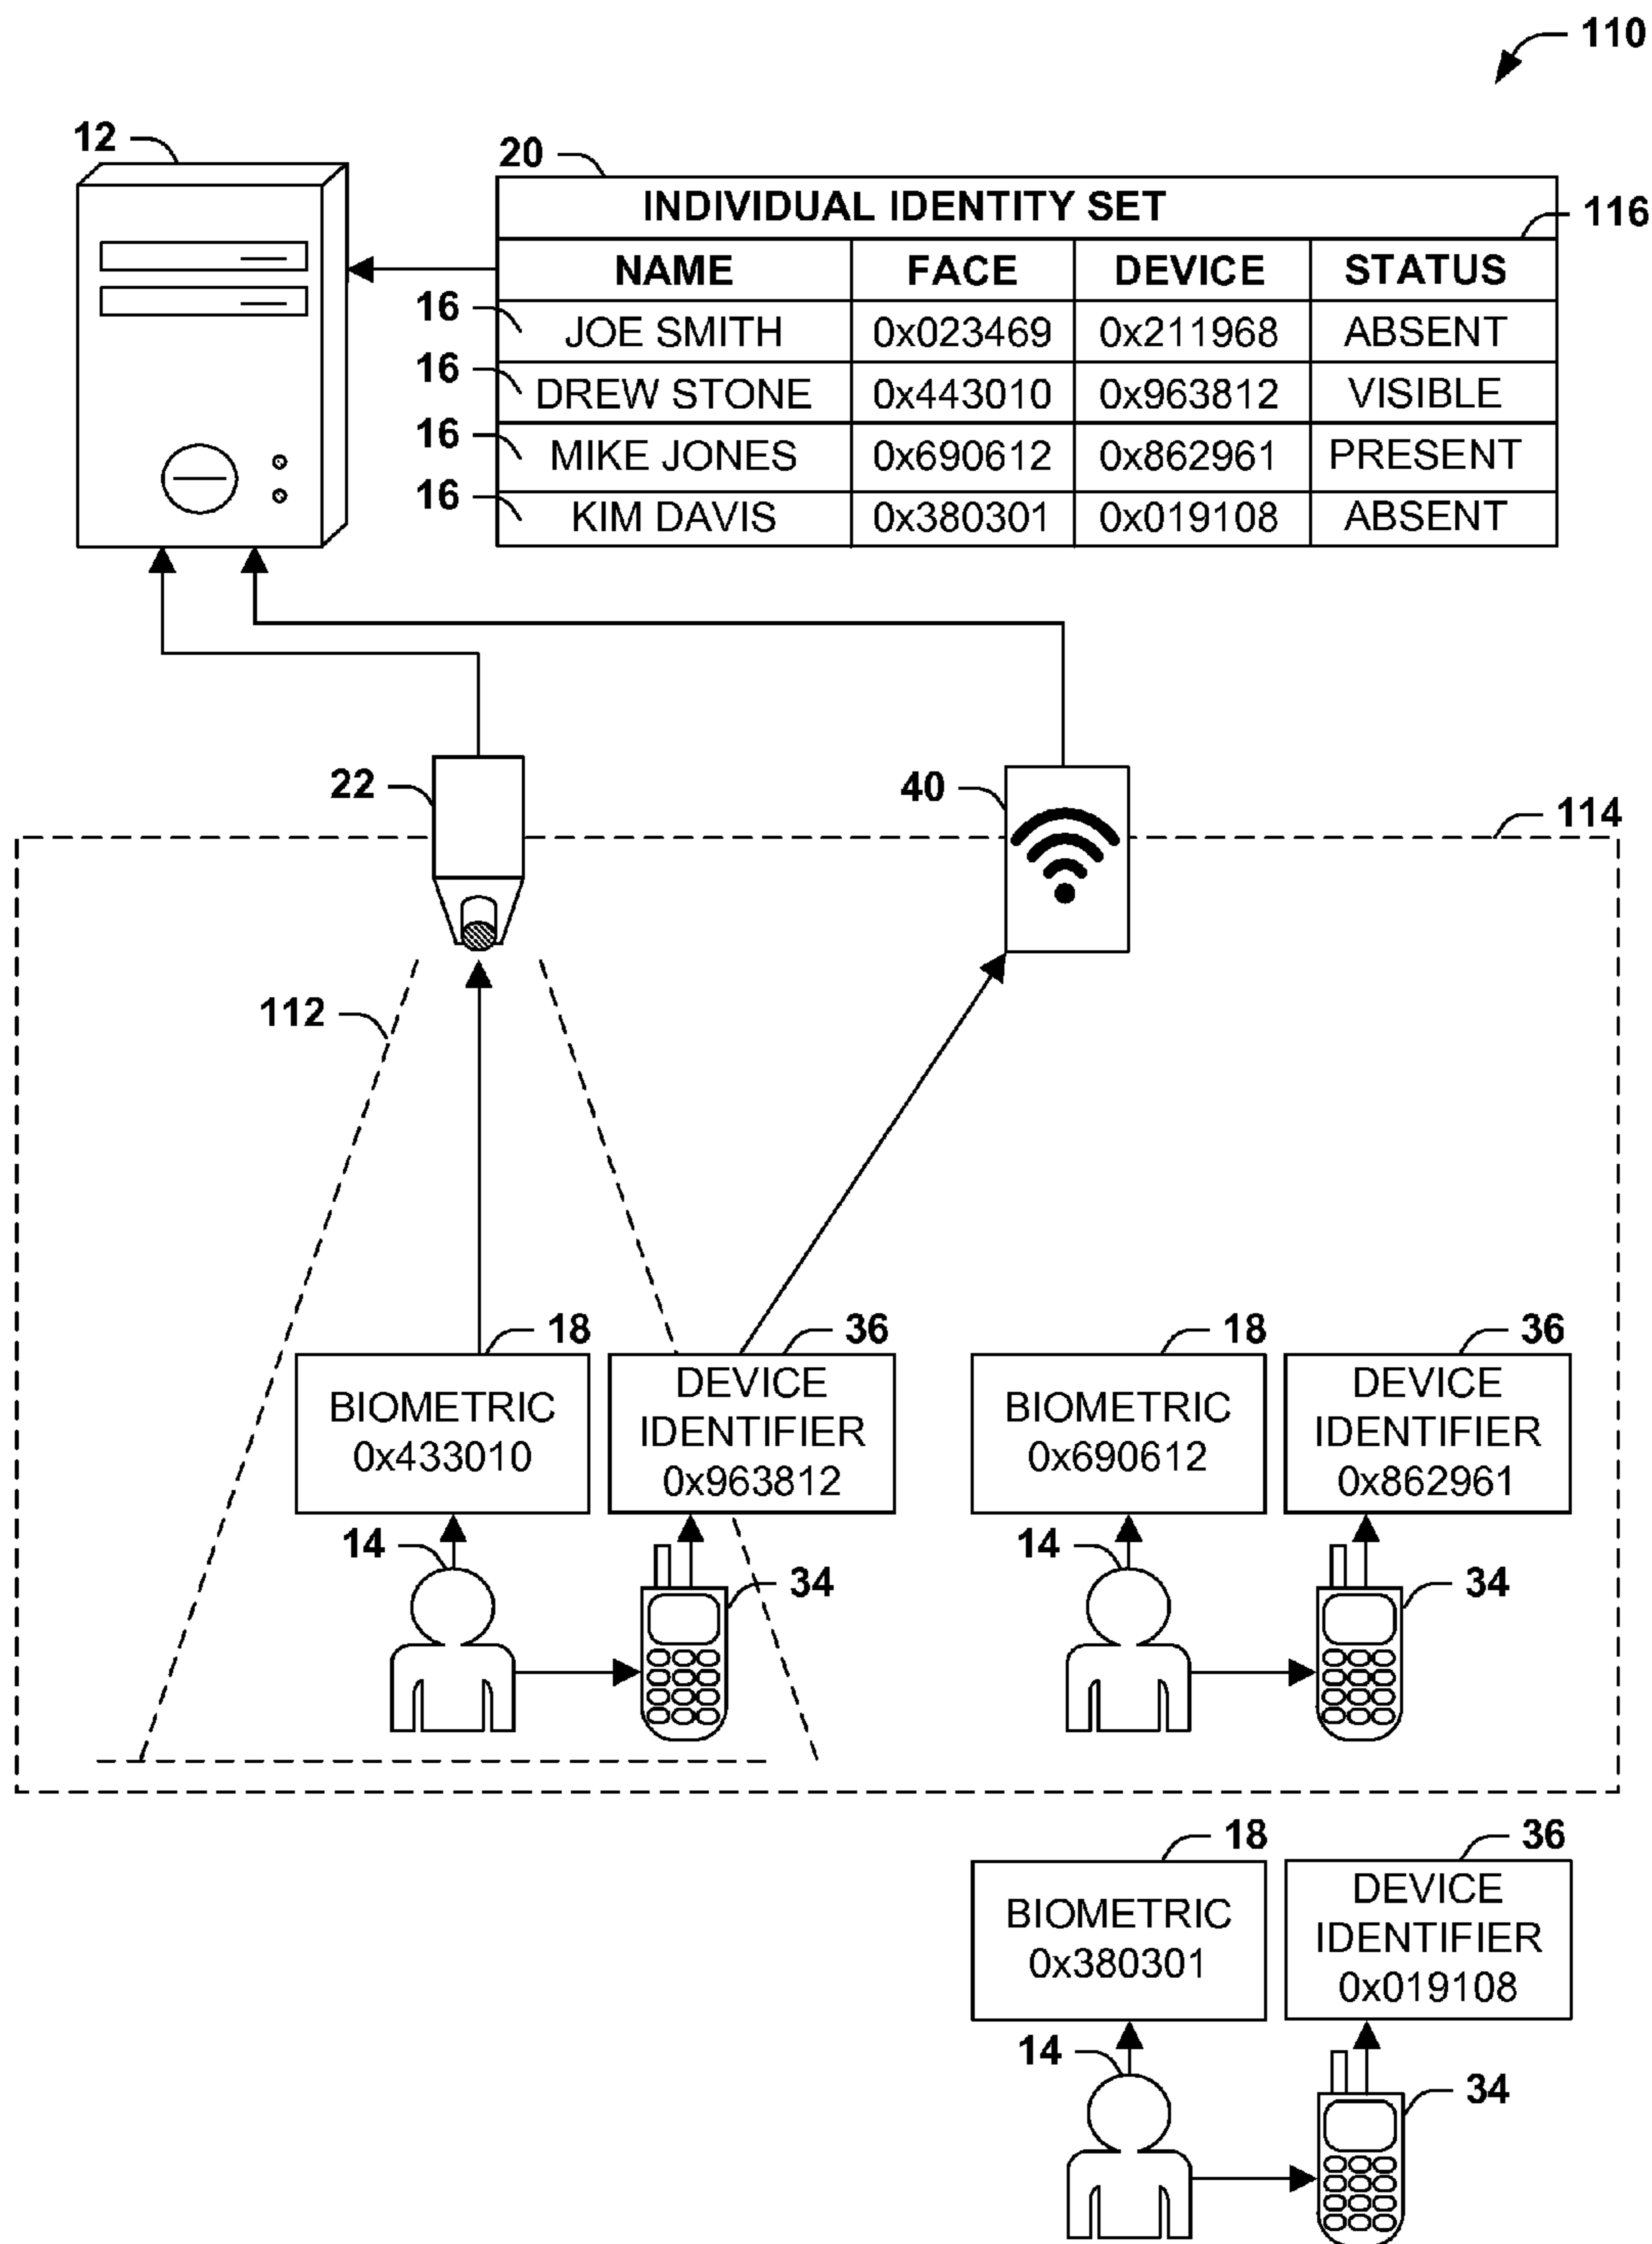 110
12
20
INDIVIDUAL IDENTITY SET
116
NAME FACE DEVICE STATUS
16 JOE SMITH 0x023469 0x211968 ABSENT
16 DREW STONE 0x443010 0x963812 VISIBLE
16 MIKE JONES 0x690612 0x862961 PRESENT
16 KIM DAVIS 0x380301 0x019108 ABSENT
22
40
114
112
18
BIOMETRIC
0x433010
36
DEVICE
IDENTIFIER
0x963812
14
34
18
BIOMETRIC
0x690612
36
DEVICE
IDENTIFIER
0x862961
14
34
18
BIOMETRIC
0x380301
36
DEVICE
IDENTIFIER
0x019108
14
34